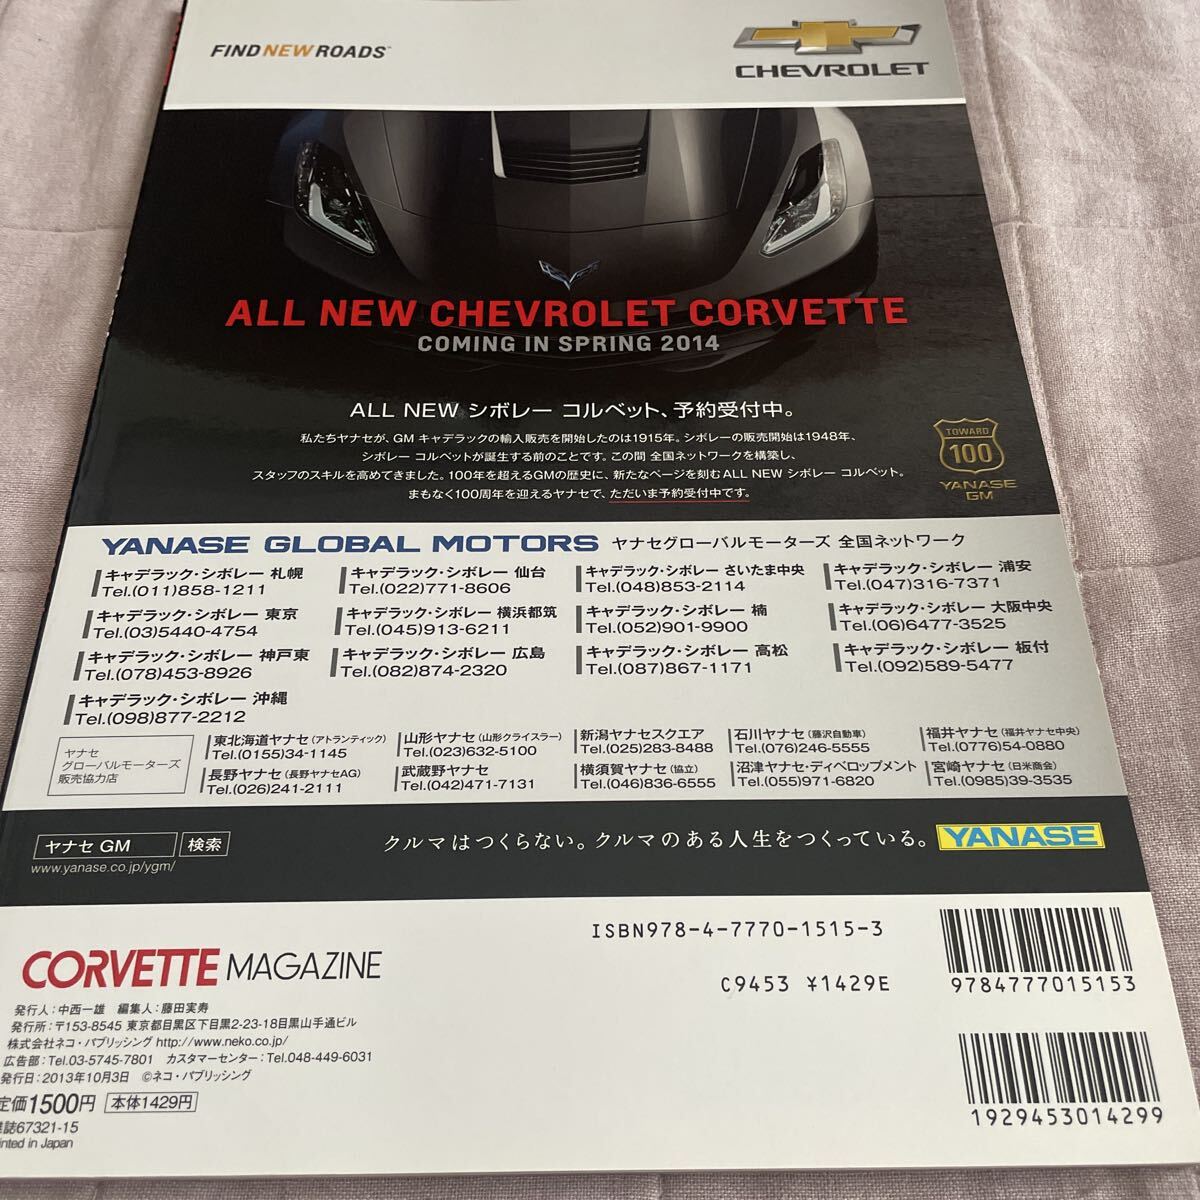 FIND NEW ROADS™
CHEVROLET
ALL NEW CHEVROLET CORVETTE
COMING IN SPRING 2014
ALL NEW シボレー コルベット、予約受付中。
私たちヤナセが、GM キャデラックの輸入販売を開始したのは1915年。シボレーの販売開始は1948年、
シボレー コルベットが誕生する前のことです。この間 全国ネットワークを構築し、
スタッフのスキルを高めてきました。100年を超えるGMの歴史に、新たなページを刻むALL NEW シボレー コルベット。
まもなく100周年を迎えるヤナセで、ただいま予約受付中です。
TOWARD
100
YANASE
GM
YANASE GLOBAL MOTORS ヤナセグローバルモーターズ 全国ネットワーク
キャデラック・シボレー 札幌
Tel.(011)858-1211
キャデラック・シボレー 仙台
Tel.(022)771-8606
キャデラック・シボレー さいたま中央
Tel.(048)853-2114
キャデラック・シボレー 浦安
Tel.(047)316-7371
キャデラック・シボレー 東京
Tel.(03)5440-4754
キャデラック・シボレー 横浜都筑
Tel.(045)913-6211
キャデラック・シボレー 楠
Tel.(052)901-9900
キャデラック・シボレー 大阪中央
Tel.(06)6477-3525
キャデラック・シボレー 神戸東
Tel.(078)453-8926
キャデラック・シボレー 広島
Tel.(082)874-2320
キャデラック・シボレー 高松
Tel.(087)867-1171
キャデラック・シボレー 板付
Tel.(092)589-5477
キャデラック・シボレー 沖縄
Tel.(098)877-2212
ヤナセ
グローバルモーターズ
販売協力店
東北海道ヤナセ(アトランティック)
Tel.(0155)34-1145
山形ヤナセ(山形クライスラー)
Tel.(023)632-5100
新潟ヤナセスクエア
Tel.(025)283-8488
石川ヤナセ(藤沢自動車)
Tel.(076)246-5555
福井ヤナセ(福井ヤナセ中央)
Tel.(0776)54-0880
長野ヤナセ(長野ヤナセAG)
Tel.(026)241-2111
武蔵野ヤナセ
Tel.(042)471-7131
横須賀ヤナセ(協立)
Tel.(046)836-6555
沼津ヤナセ・ディベロップメント
Tel.(055)971-6820
宮崎ヤナセ(日米商会)
Tel.(0985)39-3535
ヤナセ GM 検索
www.yanase.co.jp/ygm/
クルマはつくらない。クルマのある人生をつくっている。
YANASE
CORVETTE MAGAZINE
発行人：中西一雄 編集人：藤田実寿
発行所：〒153-8545 東京都目黒区下目黒2-23-18目黒山手通ビル
株式会社ネコ・パブリッシング http://www.neko.co.jp/
広告部：Tel.03-5745-7801 カスタマーセンター：Tel.048-449-6031
発行日：2013年10月3日 ©ネコ・パブリッシング
定価1500円 本体1429円
雑誌67321-15
Printed in Japan
ISBN978-4-7770-1515-3
C9453 ¥1429E
9784777015153
1929453014299